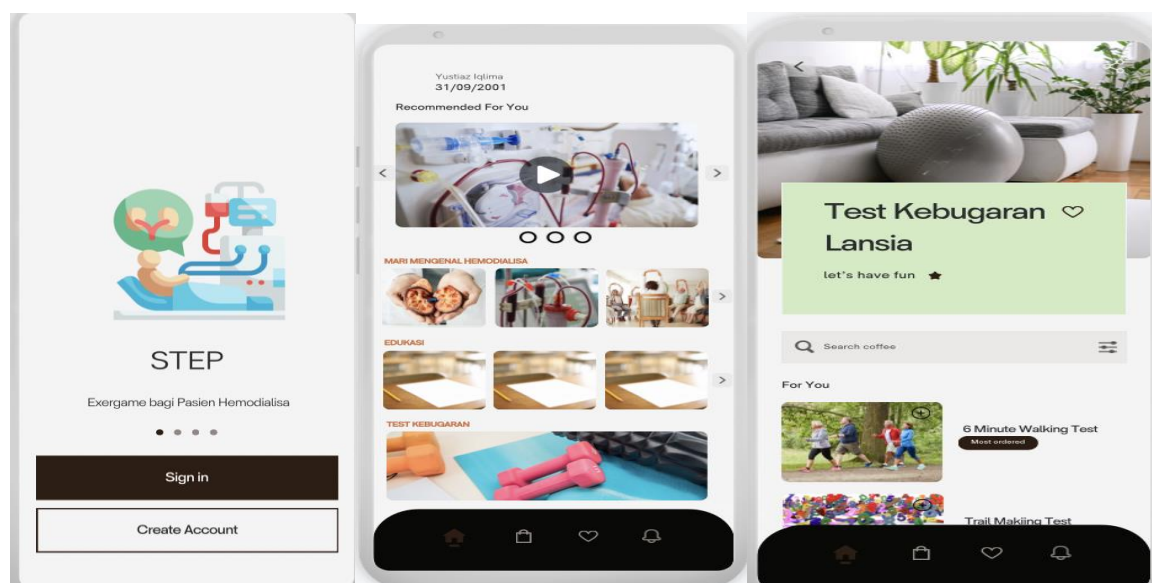 STEP
Exergame bagi Pasien Hemodialisa
Sign in
Create Account
Yustiaz Iqlima
31/09/2001
Recommended For You
MARI MENGENAL HEMODIALISA
EDUKASI
TEST KEBUGARAN
Test Kebugaran
Lansia
let's have fun
Search coffee
For You
6 Minute Walking Test
Most ordered
Trail Makiing Test